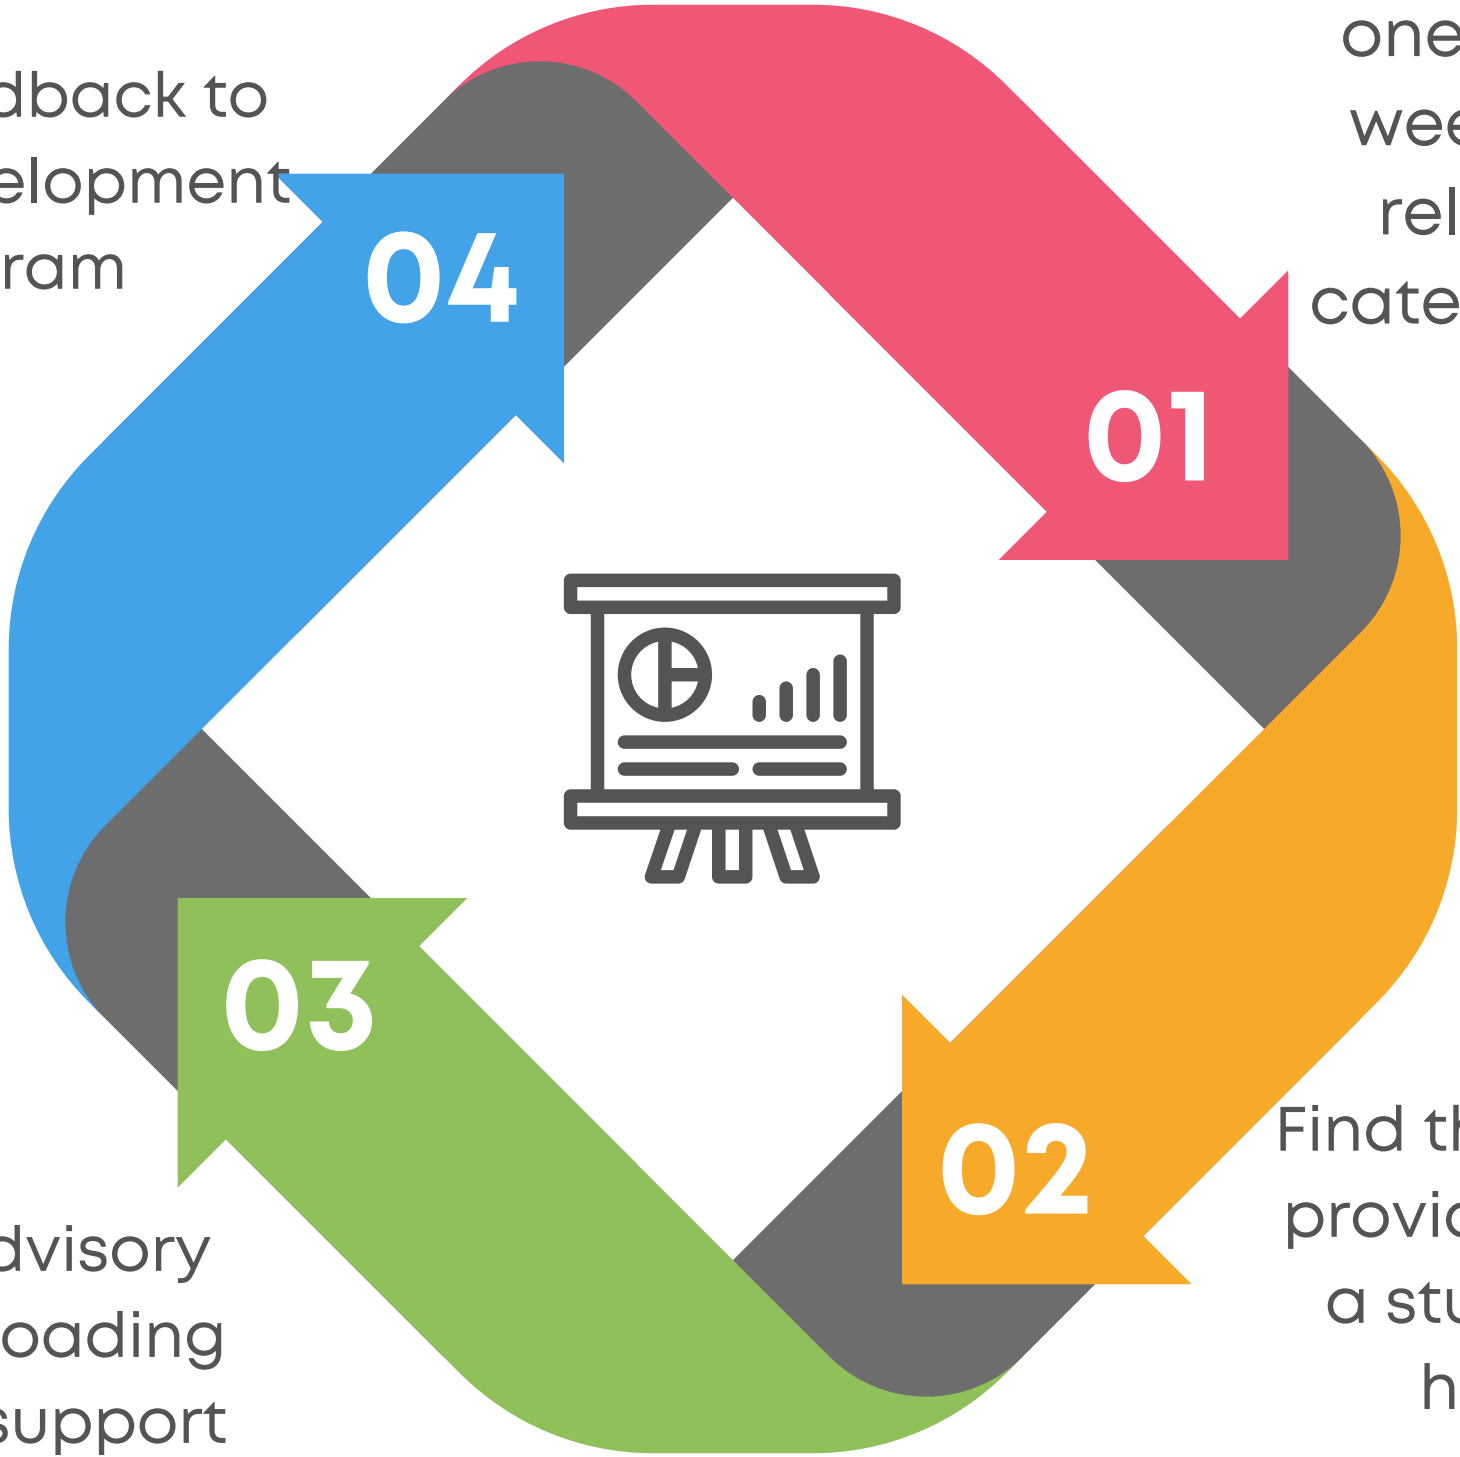 one
wee
rel
cate
01
Find th
provid
a stu
h
02
dvisory
oading
support
03
dback to
elopment
ram
04